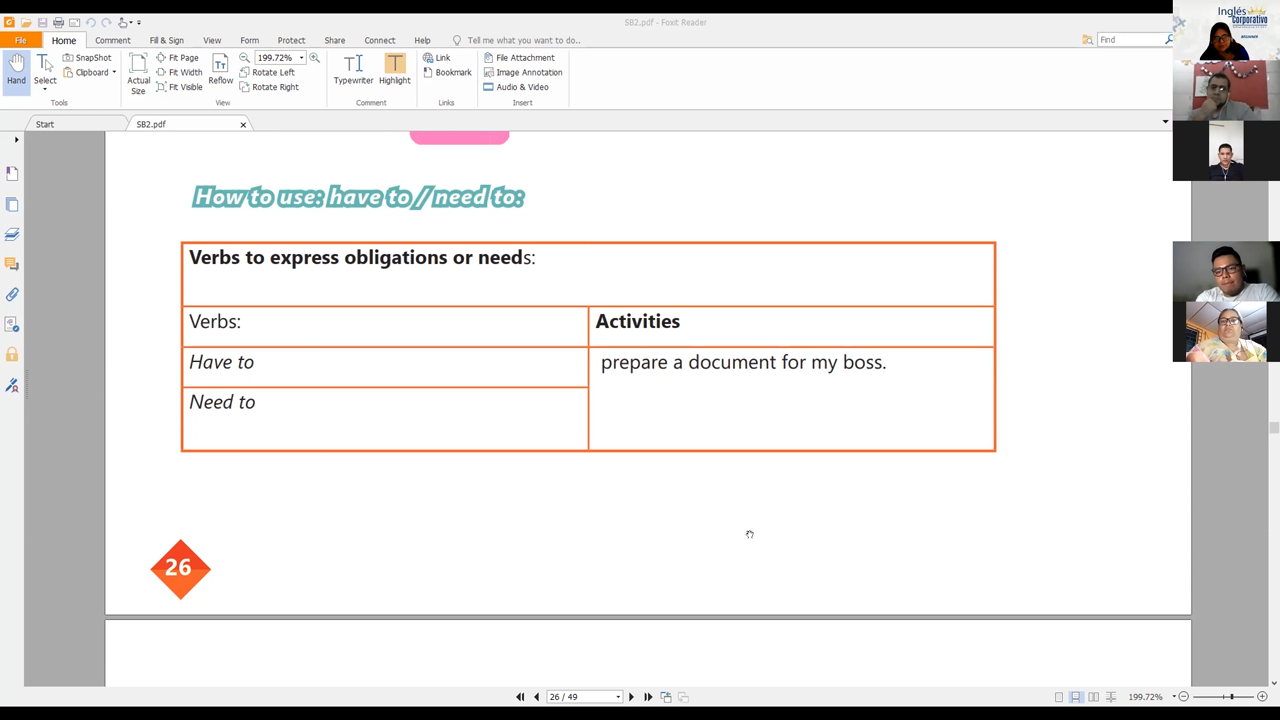 SB2.pdf - Foxit Reader
File Home Comment Fill & Sign View Form Protect Share Connect Help Tell me what you want to do.. Find
Hand Select SnapShot Clipboard Actual Size Fit Page Fit Width Fit Visible Reflow 199.72% Rotate Left Rotate Right Typewriter Highlight Link Bookmark File Attachment Image Annotation Audio & Video
Tools View Comment Links Insert
Start SB2.pdf
Inglés
Corporativo
BEGINNER
How to use: have to / need to:
Verbs to express obligations or needs:
Verbs: Activities
Have to prepare a document for my boss.
Need to
26
26 / 49 199.72%